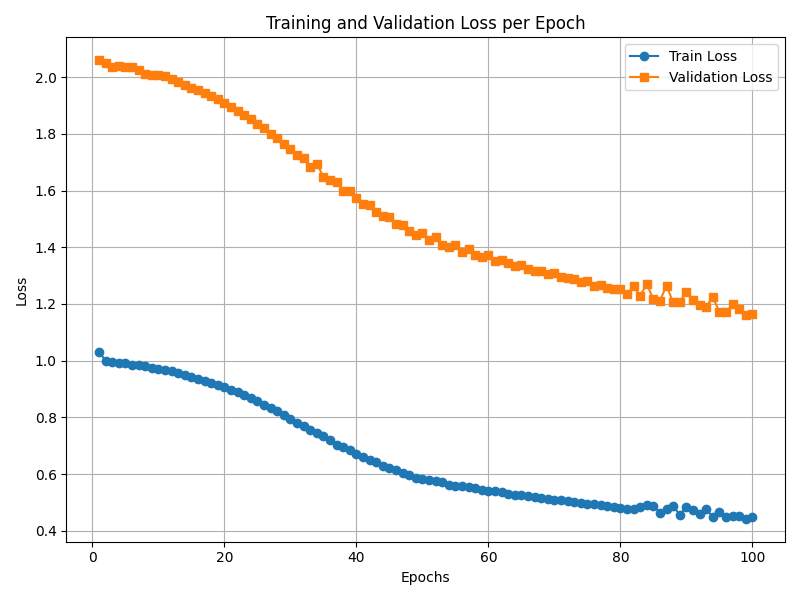 Training and Validation Loss per Epoch
Train Loss
Validation Loss
2.0
1.8
1.6
1.4
1.2
1.0
0.8
0.6
0.4
Loss
0 20 40 60 80 100
Epochs